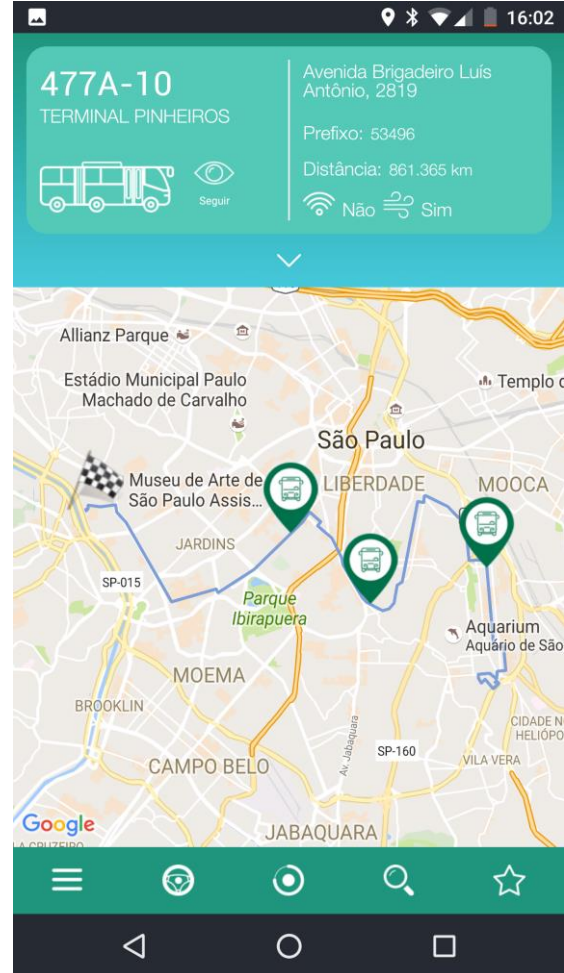 16:02
477A-10
TERMINAL PINHEIROS
Seguir
Avenida Brigadeiro Luís
Antônio, 2819
Prefixo: 53496
Distância: 861.365 km
Não
Sim
Allianz Parque
Estádio Municipal Paulo
Machado de Carvalho
Templo d
São Paulo
Museu de Arte de
São Paulo Assis...
LIBERDADE
MOOCA
JARDINS
SP-015
Parque
Ibirapuera
Aquarium
Aquário de São
MOEMA
BROOKLIN
CIDADE N
HELIÓPO
Av. Jabaquara
SP-160
VILA VERA
CAMPO BELO
Google
JABAQUARA